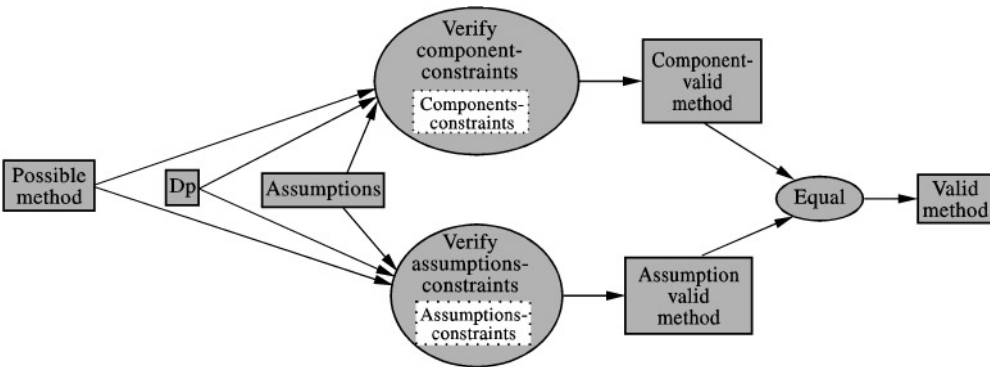 Verify
component-
constraints
Components-
constraints
Component-
valid
method
Possible
method
Dp
Assumptions
Equal
Valid
method
Verify
assumptions-
constraints
Assumptions-
constraints
Assumption
valid
method